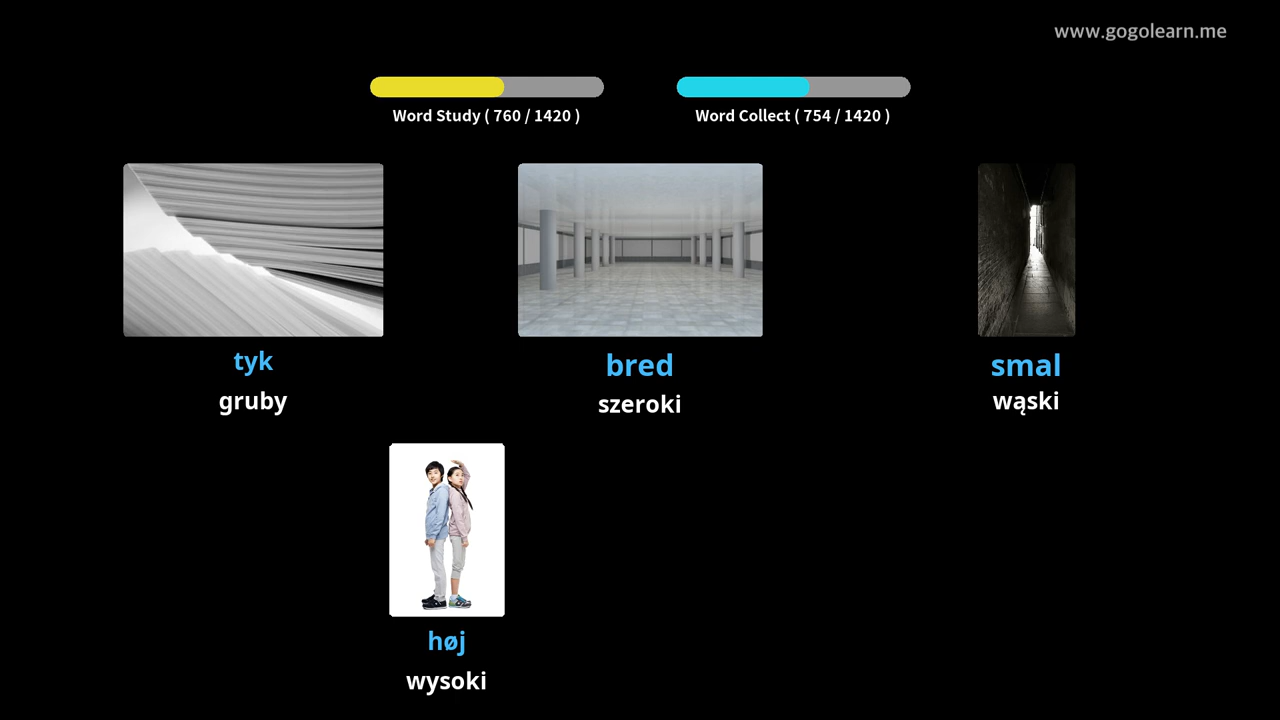 www.gogolearn.me
Word Study ( 760 / 1420 )
Word Collect ( 754 / 1420 )
tyk
gruby
bred
szeroki
smal
wąski
høj
wysoki